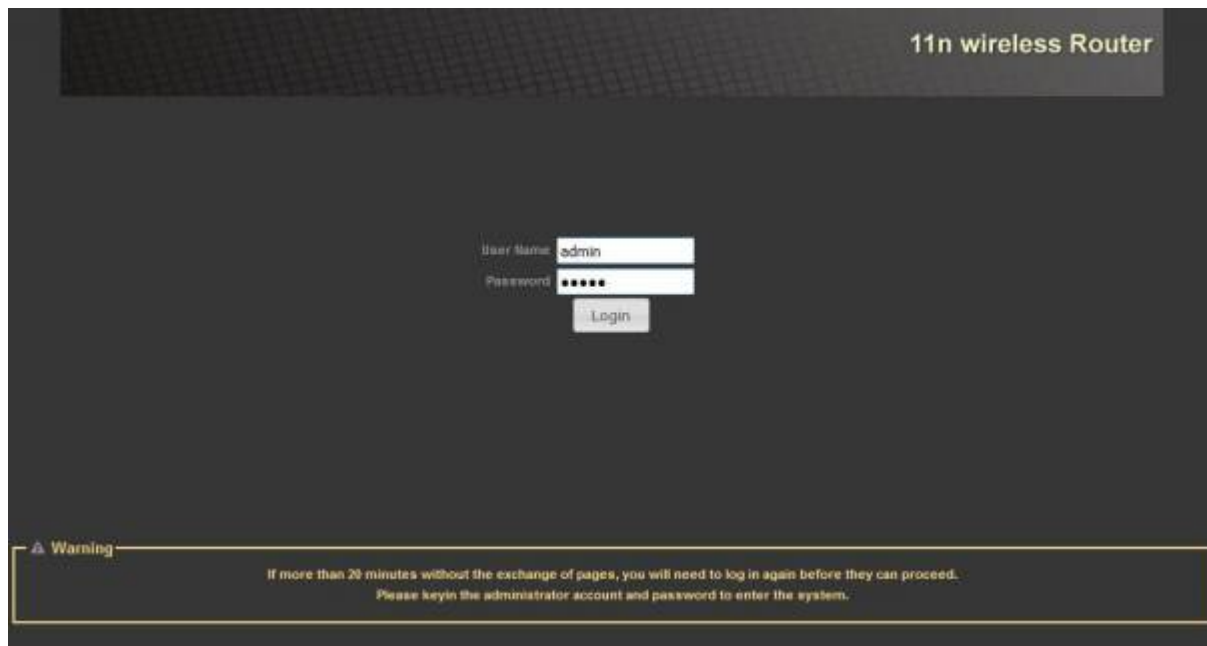 11n wireless Router
User Name admin
Password •••••
Login
Warning
If more than 20 minutes without the exchange of pages, you will need to log in again before they can proceed.
Please keyin the administrator account and password to enter the system.